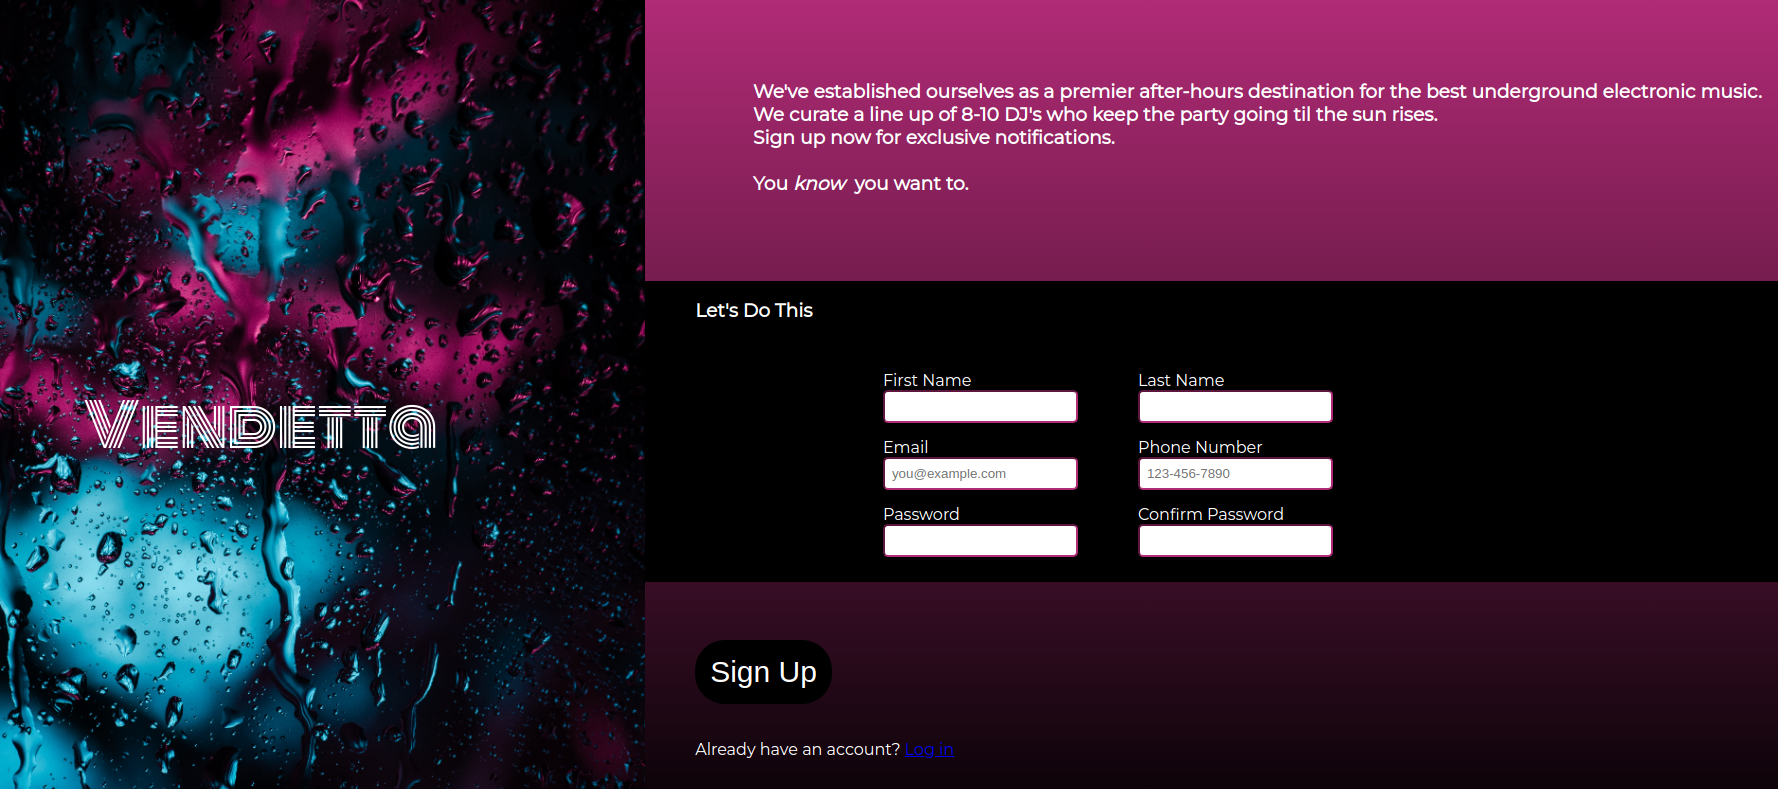 Vendetta
We've established ourselves as a premier after-hours destination for the best underground electronic music.
We curate a line up of 8-10 DJ's who keep the party going til the sun rises.
Sign up now for exclusive notifications.
You know you want to.
Let's Do This
First Name Last Name
Email Phone Number
you@example.com 123-456-7890
Password Confirm Password
Sign Up
Already have an account? Log in